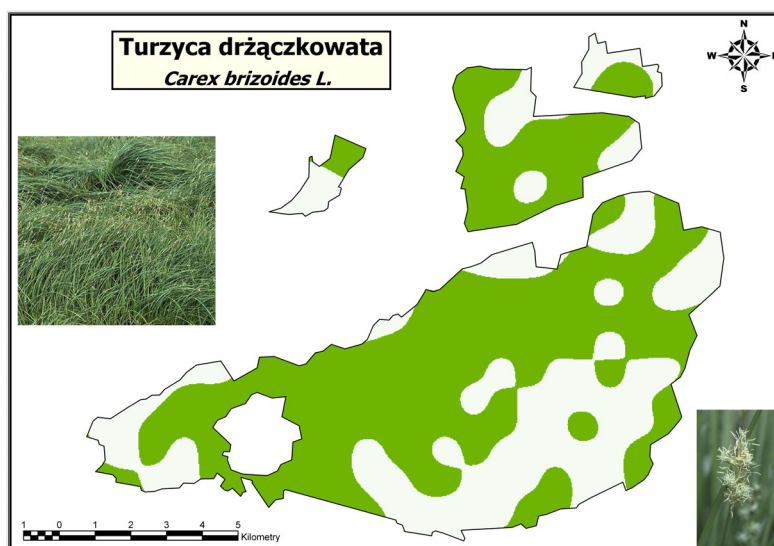 Turzyca drżączkowata
Carex brizoides L.
N
W
E
S
1 0 1 2 3 4 5
Kilometry